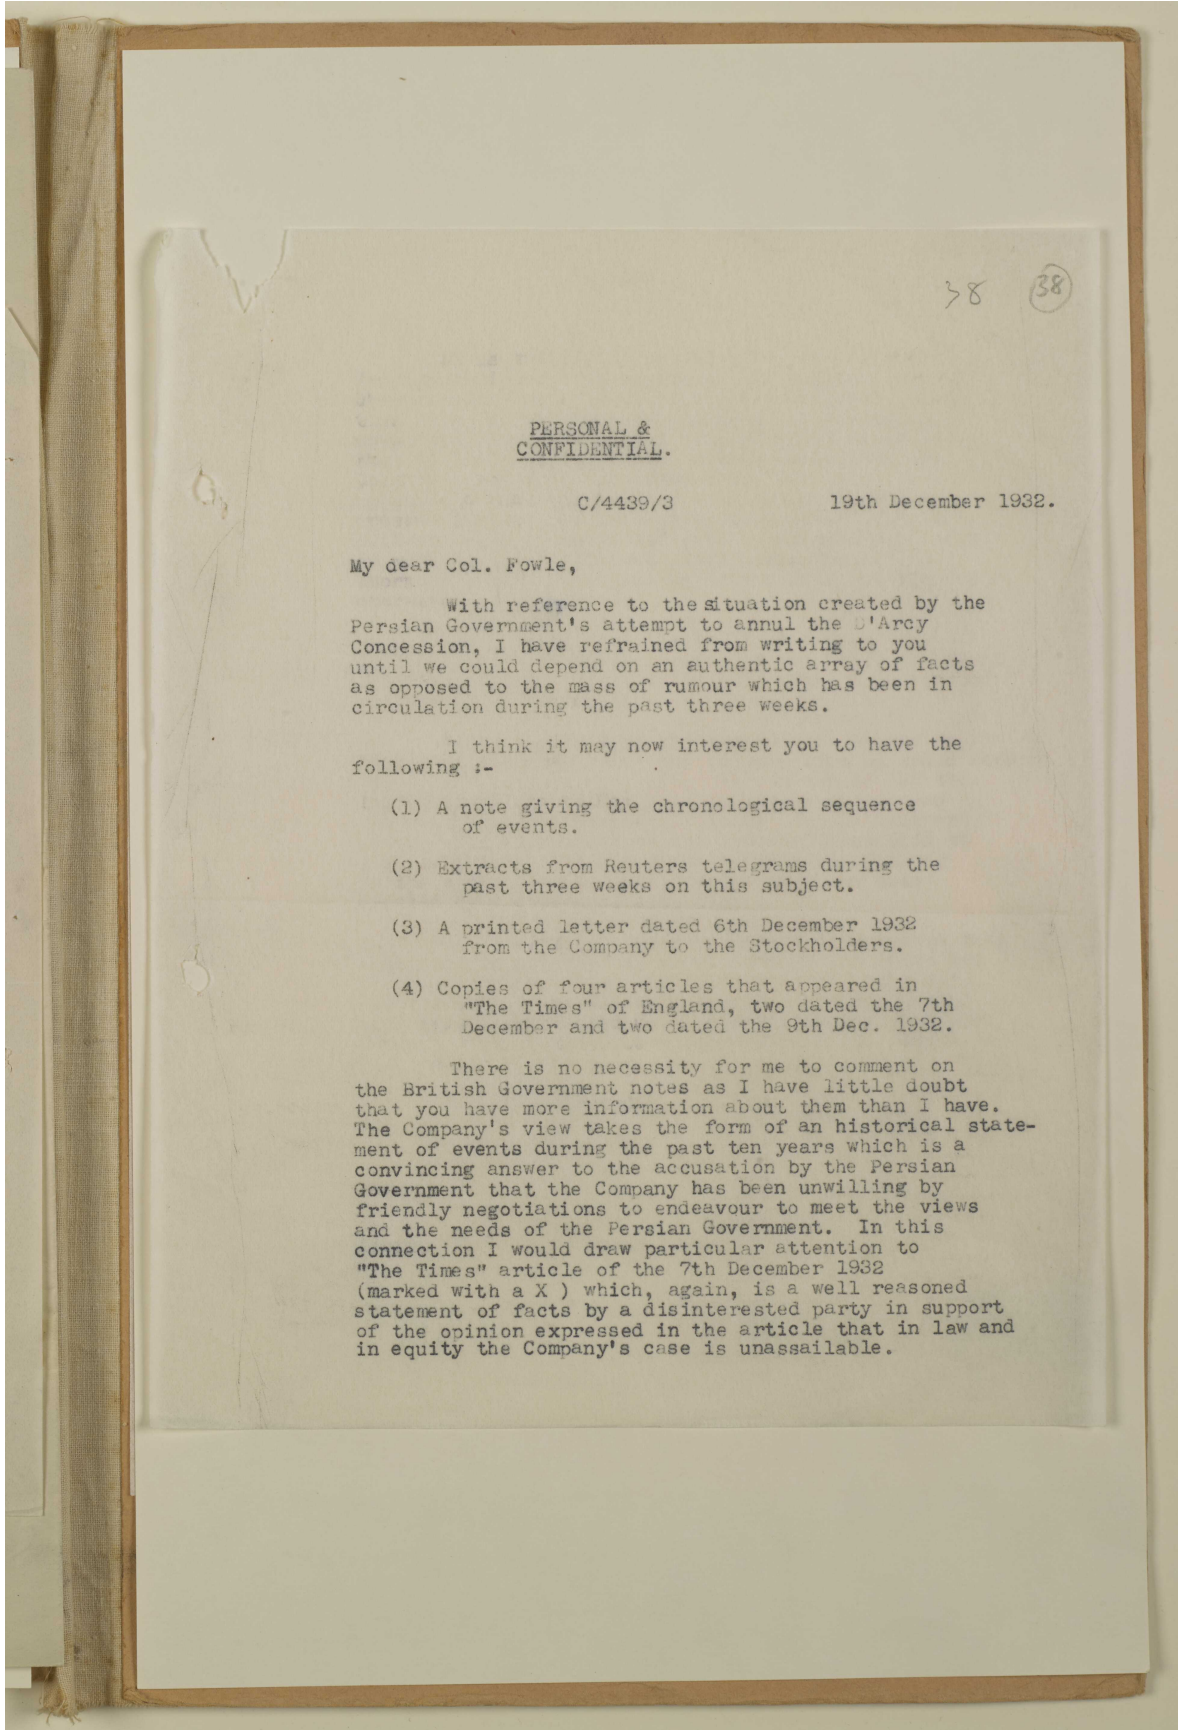 38 38
PERSONAL &
CONFIDENTIAL.
C/4439/3 19th December 1932.
My dear Col. Fowle,
With reference to the situation created by the
Persian Government's attempt to annul the D'Arcy
Concession, I have refrained from writing to you
until we could depend on an authentic array of facts
as opposed to the mass of rumour which has been in
circulation during the past three weeks.
I think it may now interest you to have the
following :-
(1) A note giving the chronological sequence
of events.
(2) Extracts from Reuters telegrams during the
past three weeks on this subject.
(3) A printed letter dated 6th December 1932
from the Company to the Stockholders.
(4) Copies of four articles that appeared in
"The Times" of England, two dated the 7th
December and two dated the 9th Dec. 1932.
There is no necessity for me to comment on
the British Government notes as I have little doubt
that you have more information about them than I have.
The Company's view takes the form of an historical state-
ment of events during the past ten years which is a
convincing answer to the accusation by the Persian
Government that the Company has been unwilling by
friendly negotiations to endeavour to meet the views
and the needs of the Persian Government. In this
connection I would draw particular attention to
"The Times" article of the 7th December 1932
(marked with a X ) which, again, is a well reasoned
statement of facts by a disinterested party in support
of the opinion expressed in the article that in law and
in equity the Company's case is unassailable.